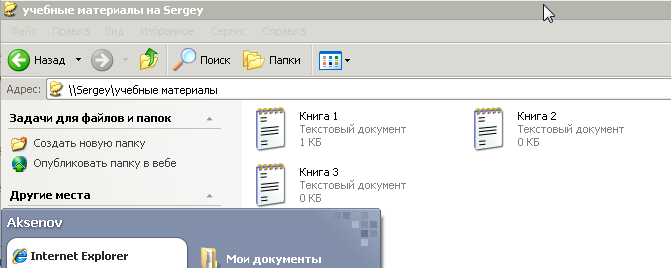 учебные материалы на Sergey
Файл Правка Вид Избранное Сервис Справка
Назад Поиск Папки
Адрес: \\Sergey\учебные материалы
Задачи для файлов и папок
Создать новую папку
Опубликовать папку в вебе
Другие места
Книга 1
Текстовый документ
1 КБ
Книга 2
Текстовый документ
0 КБ
Книга 3
Текстовый документ
0 КБ
Aksenov
Internet Explorer
Мои документы